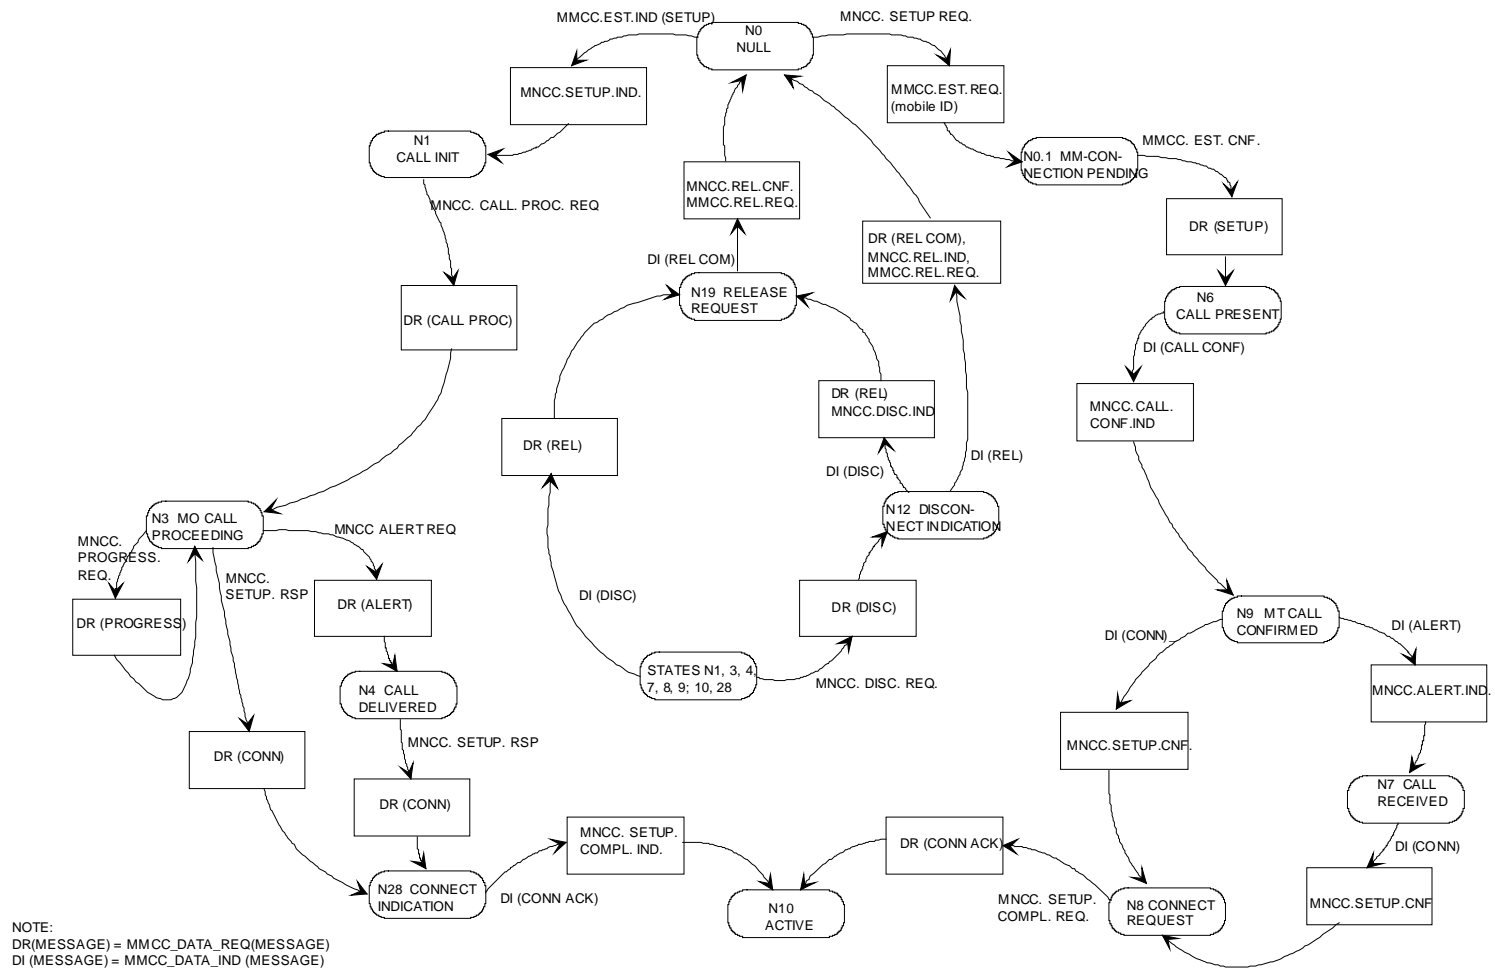 MMCC.EST.IND (SETUP)
N0
NULL
MNCC. SETUP REQ.
MNCC.SETUP.IND.
MMCC.EST.REQ.
(mobile ID)
N1
CALL INIT
N0.1 MM-CON-
NECTION PENDING
MMCC. EST. CNF.
MNCC. CALL. PROC. REQ
MNCC.REL.CNF.
MMCC.REL.REQ.
DR (SETUP)
DR (REL COM),
MNCC.REL.IND,
MMCC.REL.REQ.
DI (REL COM)
N19 RELEASE
REQUEST
N6
CALL PRESENT
DR (CALL PROC)
DI (CALL CONF)
DR (REL)
MNCC.DISC.IND
MNCC.CALL.
CONF.IND
DR (REL)
DI (DISC)
DI (REL)
N12 DISCON-
NECT INDICATION
N3 MO CALL
PROCEEDING
MNCC ALERT REQ
MNCC.
PROGRESS.
REQ.
MNCC.
SETUP. RSP
DI (DISC)
DR (PROGRESS)
DR (ALERT)
DR (DISC)
N9 MT CALL
CONFIRMED
DI (CONN)
DI (ALERT)
STATES N1, 3, 4,
7, 8, 9; 10, 28
MNCC. DISC. REQ.
MNCC.ALERT.IND.
N4 CALL
DELIVERED
MNCC. SETUP. RSP
DR (CONN)
MNCC.SETUP.CNF.
N7 CALL
RECEIVED
DR (CONN)
MNCC. SETUP.
COMPL. IND.
DR (CONN ACK)
DI (CONN)
N28 CONNECT
INDICATION
DI (CONN ACK)
N10
ACTIVE
MNCC. SETUP.
COMPL. REQ.
N8 CONNECT
REQUEST
MNCC.SETUP.CNF
NOTE:
DR(MESSAGE) = MMCC_DATA_REQ(MESSAGE)
DI (MESSAGE) = MMCC_DATA_IND (MESSAGE)